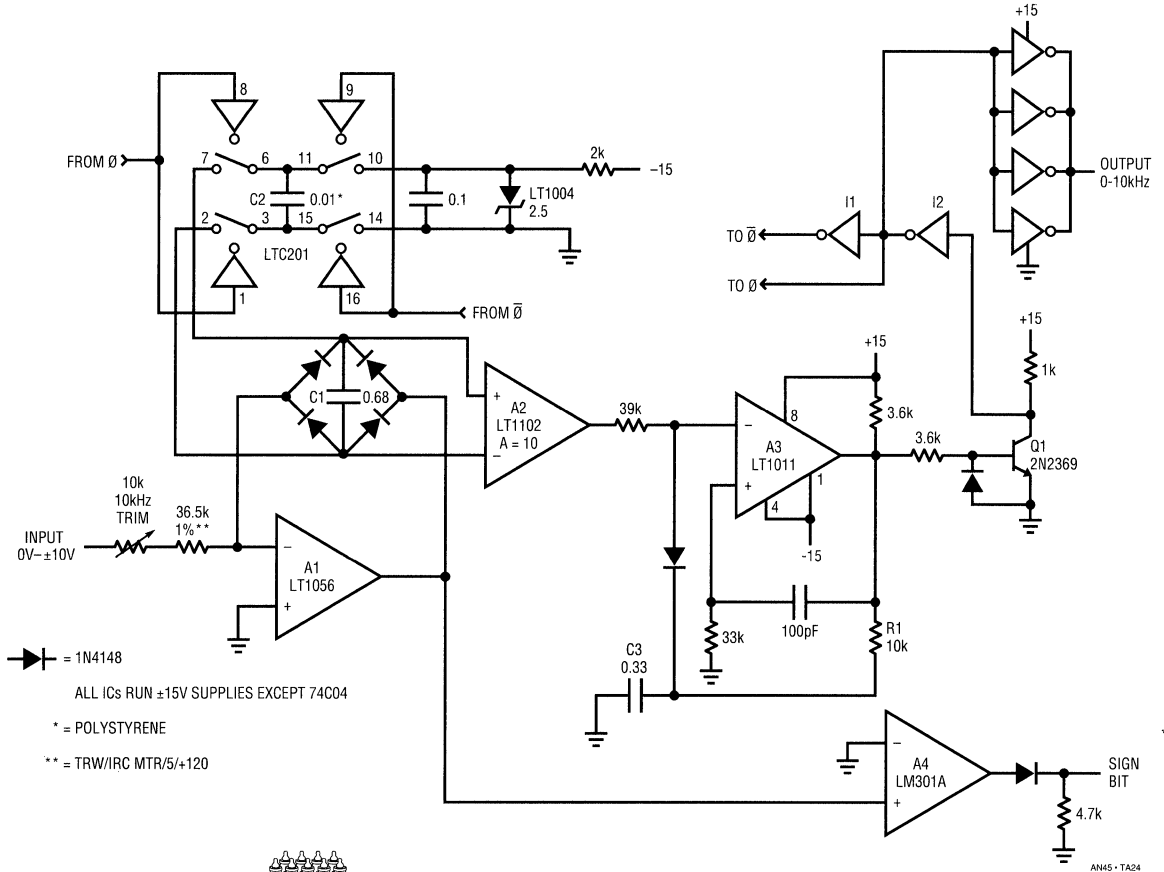 +15
8
9
FROM Ø
7
6
11
10
2k
–15
C2
0.01*
0.1
LT1004
2.5
2
3
15
14
LTC201
1
16
FROM Ø̅
OUTPUT
0-10kHz
I1
I2
TO Ø̅
TO Ø
+15
1k
C1
0.68
+
A2
LT1102
A = 10
–
39k
+15
8
3.6k
–
A3
LT1011
+
1
4
-15
3.6k
Q1
2N2369
10k
10kHz
TRIM
36.5k
1%**
INPUT
0V–±10V
–
A1
LT1056
+
100pF
33k
R1
10k
C3
0.33
= 1N4148
ALL ICs RUN ±15V SUPPLIES EXCEPT 74C04
* = POLYSTYRENE
** = TRW/IRC MTR/5/+120
–
A4
LM301A
+
SIGN
BIT
4.7k
AN45 • TA24